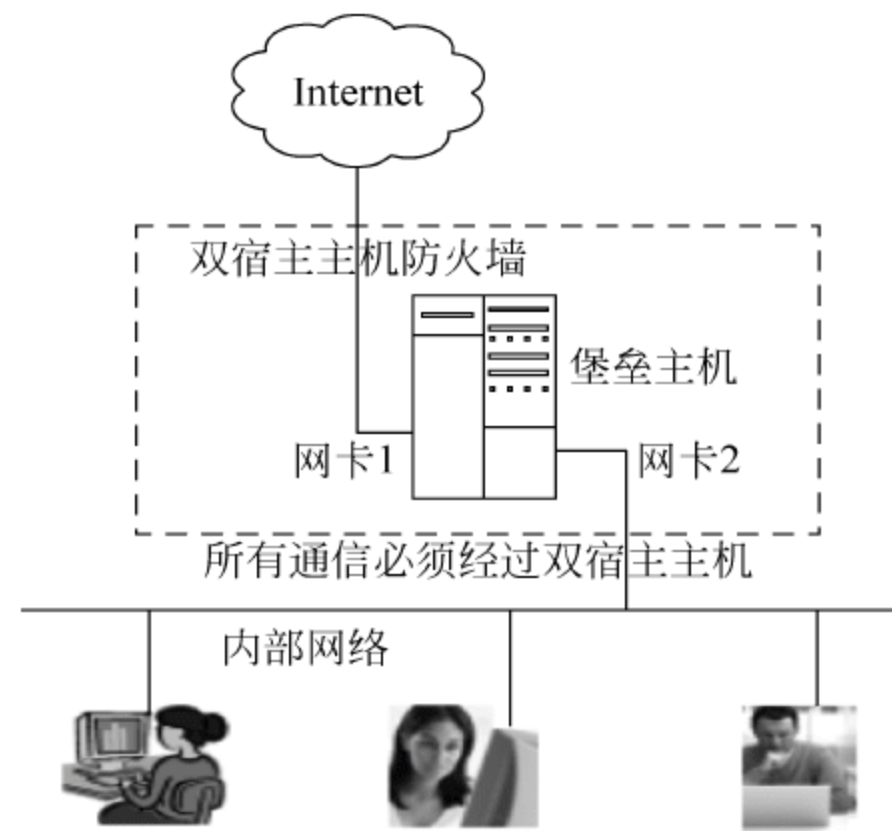 Internet
双宿主主机防火墙
堡垒主机
网卡1
网卡2
所有通信必须经过双宿主主机
内部网络